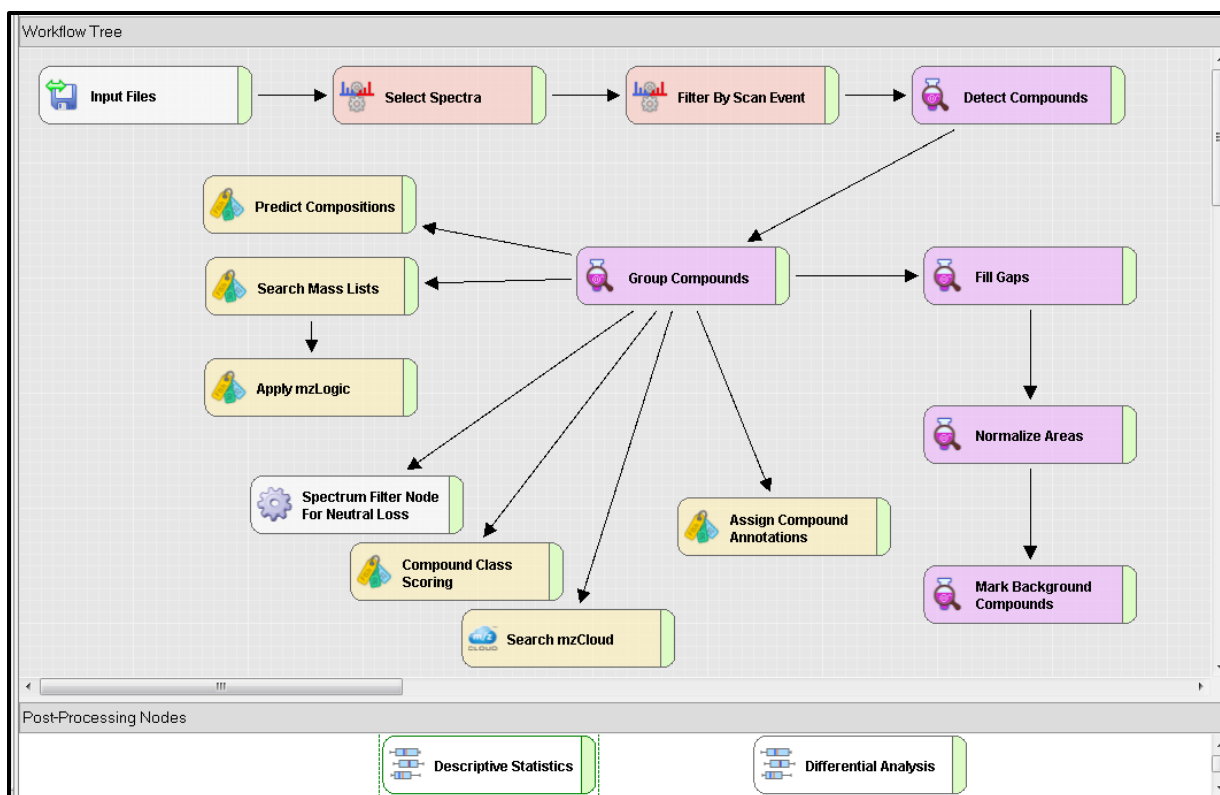 Workflow Tree
Input Files
Select Spectra
Filter By Scan Event
Detect Compounds
Predict Compositions
Search Mass Lists
Group Compounds
Fill Gaps
Apply mzLogic
Normalize Areas
Spectrum Filter Node
For Neutral Loss
Assign Compound
Annotations
Compound Class
Scoring
Mark Background
Compounds
m/z
CLOUD
Search mzCloud
Post-Processing Nodes
Descriptive Statistics
Differential Analysis